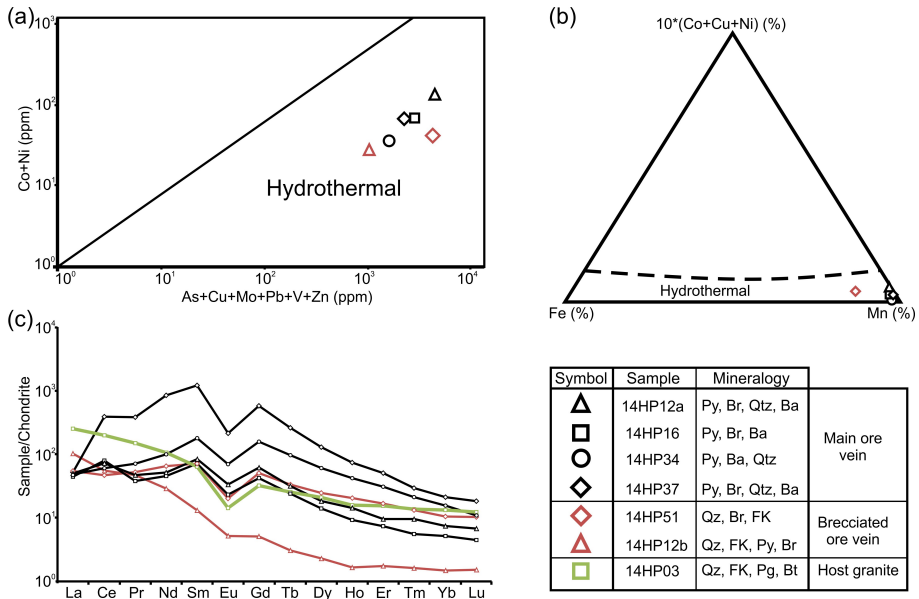 (a)
10³
10²
10¹
10⁰
Co+Ni (ppm)
Hydrothermal
10⁰ 10¹ 10² 10³ 10⁴
As+Cu+Mo+Pb+V+Zn (ppm)
(b)
10*(Co+Cu+Ni) (%)
Hydrothermal
Fe (%) Mn (%)
(c)
10⁴
10³
10²
10¹
10⁰
Sample/Chondrite
La Ce Pr Nd Sm Eu Gd Tb Dy Ho Er Tm Yb Lu
Symbol Sample Mineralogy
14HP12a Py, Br, Qtz, Ba
14HP16 Py, Br, Ba
14HP34 Py, Ba, Qtz
14HP37 Py, Br, Qtz, Ba
Main ore
vein
14HP51 Qz, Br, FK
14HP12b Qz, FK, Py, Br
Brecciated
ore vein
14HP03 Qz, FK, Pg, Bt Host granite